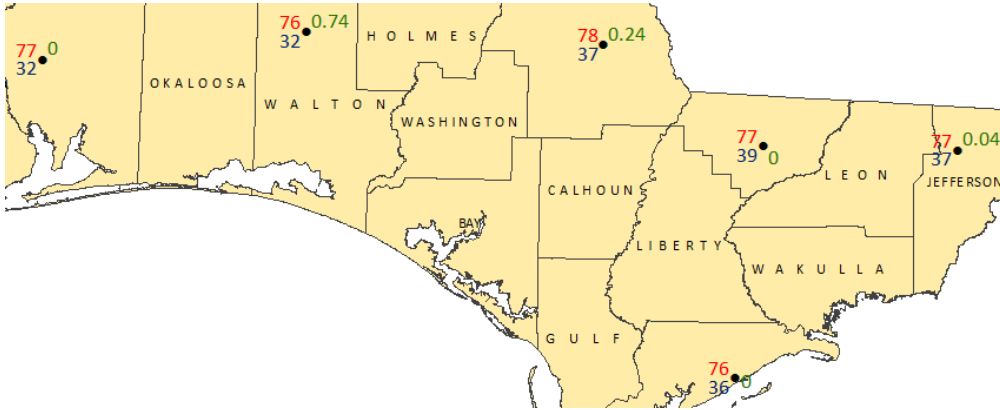 77 0
32
76 0.74
32
HOLMES
78 0.24
37
OKALOOSA
WALTON
WASHINGTON
77
39 0
77 0.04
37
LEON
JEFFERSON
CALHOUN
BAY
LIBERTY
WAKULLA
GULF
76
36 0